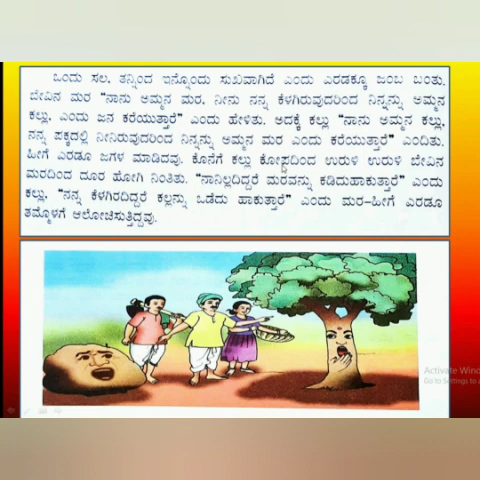 ಒಂದು ಸಲ, ತನ್ನಿಂದ ಇನ್ನೊಂದು ಸುಖವಾಗಿದೆ ಎಂದು ಎರಡಕ್ಕೂ ಜಂಬ ಬಂತು.
ಬೇವಿನ ಮರ “ನಾನು ಅಮ್ಮನ ಮರ, ನೀನು ನನ್ನ ಕೆಳಗಿರುವುದರಿಂದ ನಿನ್ನನ್ನು ಅಮ್ಮನ
ಕಲ್ಲು, ಎಂದು ಜನ ಕರೆಯುತ್ತಾರೆ” ಎಂದು ಹೇಳಿತು. ಅದಕ್ಕೆ ಕಲ್ಲು “ನಾನು ಅಮ್ಮನ ಕಲ್ಲು,
ನನ್ನ ಪಕ್ಕದಲ್ಲಿ ನೀನಿರುವುದರಿಂದ ನಿನ್ನನ್ನು ಅಮ್ಮನ ಮರ ಎಂದು ಕರೆಯುತ್ತಾರೆ” ಎಂದಿತು.
ಹೀಗೆ ಎರಡೂ ಜಗಳ ಮಾಡಿದವು. ಕೊನೆಗೆ ಕಲ್ಲು ಕೋಪದಿಂದ ಉರುಳಿ ಉರುಳಿ ಬೇವಿನ
ಮರದಿಂದ ದೂರ ಹೋಗಿ ನಿಂತಿತು. “ನಾನಿಲ್ಲದಿದ್ದರೆ ಮರವನ್ನು ಕಡಿದುಹಾಕುತ್ತಾರೆ” ಎಂದು
ಕಲ್ಲು, “ನನ್ನ ಕೆಳಗಿರದಿದ್ದರೆ ಕಲ್ಲನ್ನು ಒಡೆದು ಹಾಕುತ್ತಾರೆ” ಎಂದು ಮರ–ಹೀಗೆ ಎರಡೂ
ತಮ್ಮೊಳಗೆ ಆಲೋಚಿಸುತ್ತಿದ್ದವು.
Activate Wind
Go to Settings to a